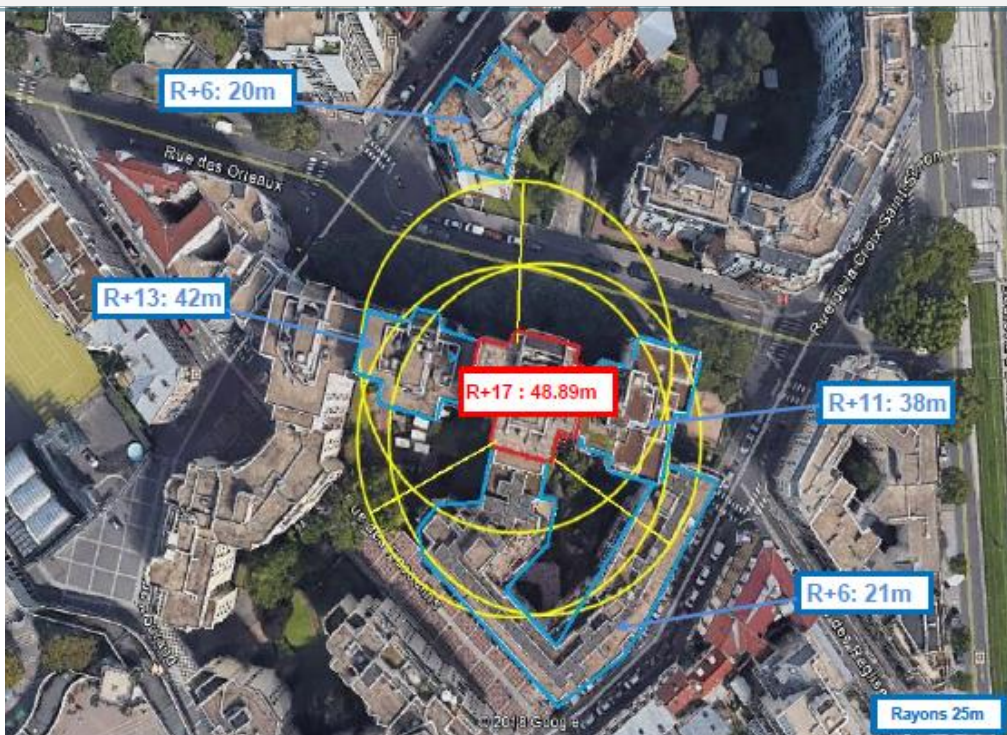 R+6: 20m
Rue des Orteaux
Rue de la Croix Saint-Simon
R+13: 42m
R+17 : 48.89m
R+11: 38m
R+6: 21m
© 2018 Google
Rayons 25m